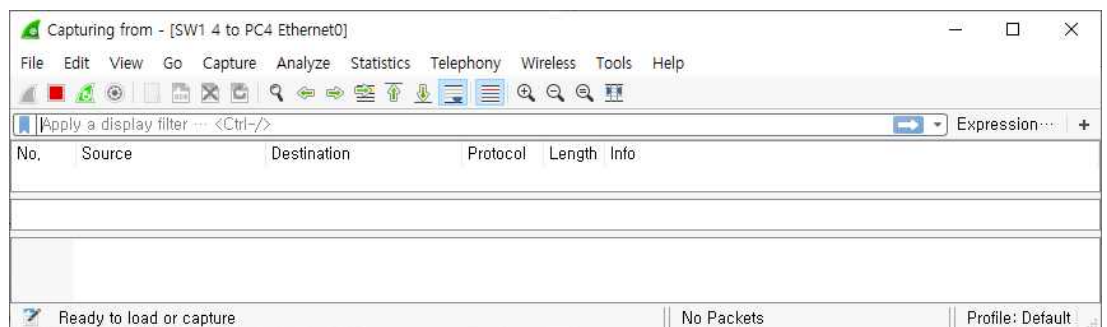 Capturing from - [SW1 4 to PC4 Ethernet0]
File Edit View Go Capture Analyze Statistics Telephony Wireless Tools Help
Apply a display filter ... <Ctrl-/> Expression... +
No. Source Destination Protocol Length Info
Ready to load or capture No Packets Profile: Default